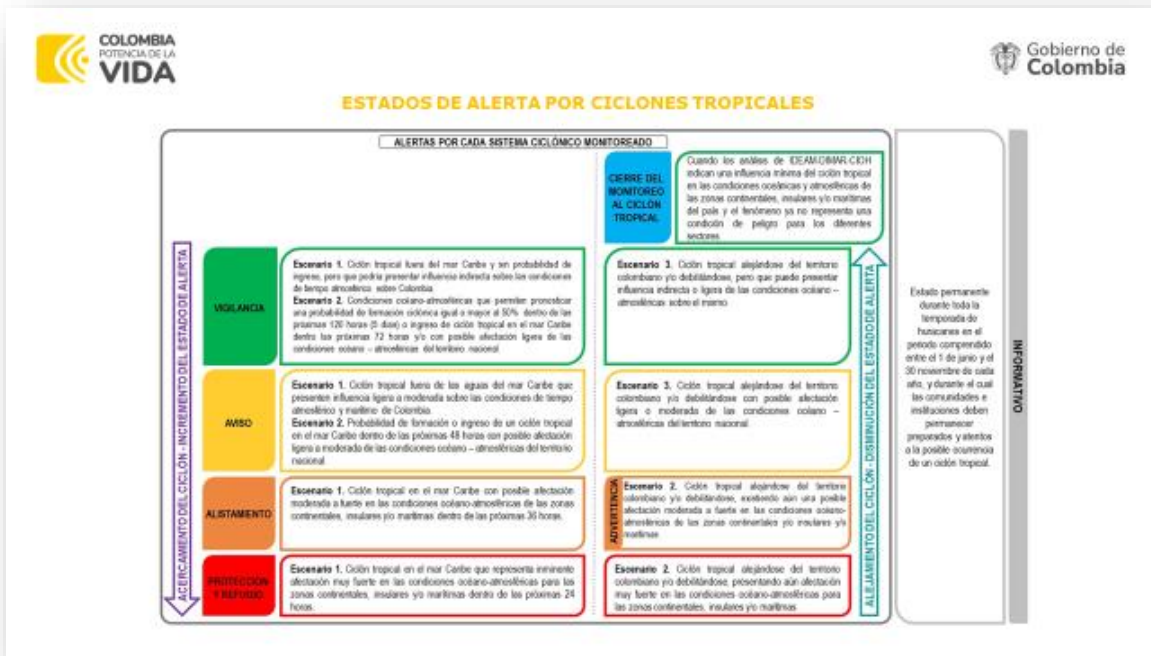 COLOMBIA
POTENCIA DE LA
VIDA
Gobierno de
Colombia
ESTADOS DE ALERTA POR CICLONES TROPICALES
ALERTAS POR CADA SISTEMA CICLÓNICO MONITOREADO
CIERRE DEL
MONITOREO
AL CICLÓN
TROPICAL
Cuando los análisis de IDEAM-DIMAR-CIOH
indican una influencia mínima del ciclón tropical
en las condiciones oceánicas y atmosféricas de
las zonas continentales, insulares y/o marítimas
del país y el fenómeno ya no representa una
condición de peligro para los diferentes
sectores
ACERCAMIENTO DEL CICLÓN - INCREMENTO DEL ESTADO DE ALERTA
VIGILANCIA
Escenario 1. Ciclón tropical fuera del mar Caribe y sin probabilidad de
ingreso, pero que podría presentar influencia indirecta sobre las condiciones
de tiempo atmosférico sobre Colombia.
Escenario 2. Condiciones océano-atmosféricas que permiten pronosticar
una probabilidad de formación ciclónica igual o mayor al 50% dentro de las
próximas 120 horas (5 días) o ingreso de ciclón tropical en el mar Caribe
dentro las próximas 72 horas y/o con posible afectación ligera de las
condiciones océano – atmosféricas del territorio nacional
Escenario 3. Ciclón tropical alejándose del territorio
colombiano y/o debilitándose, pero que puede presentar
influencia indirecta o ligera de las condiciones océano –
atmosféricas sobre el mismo.
AVISO
Escenario 1. Ciclón tropical fuera de las aguas del mar Caribe que
presenten influencia ligera a moderada sobre las condiciones de tiempo
atmosférico y marítimo de Colombia.
Escenario 2. Probabilidad de formación o ingreso de un ciclón tropical
en el mar Caribe dentro de las próximas 48 horas con posible afectación
ligera a moderada de las condiciones océano – atmosféricas del territorio
nacional
Escenario 3. Ciclón tropical alejándose del territorio
colombiano y/o debilitándose con posible afectación
ligera o moderada de las condiciones océano –
atmosféricas del territorio nacional.
ALISTAMENTO
Escenario 1. Ciclón tropical en el mar Caribe con posible afectación
moderada a fuerte en las condiciones océano-atmosféricas de las zonas
continentales, insulares y/o marítimas dentro de las próximas 36 horas.
ADVERTENCIA
Escenario 2. Ciclón tropical alejándose del territorio
colombiano y/o debilitándose, existiendo aún una posible
afectación moderada a fuerte en las condiciones océano-
atmosféricas de las zonas continentales y/o insulares y/o
marítimas
PROTECCIÓN
Y REFUGIO
Escenario 1. Ciclón tropical en el mar Caribe que representa inminente
afectación muy fuerte en las condiciones océano-atmosféricas para las
zonas continentales, insulares y/o marítimas dentro de las próximas 24
horas.
Escenario 2. Ciclón tropical alejándose del territorio
colombiano y/o debilitándose, presentando aún afectación
muy fuerte en las condiciones océano-atmosféricas para
las zonas continentales, insulares y/o marítimas
ALEJAMIENTO DEL CICLÓN - DISMINUCIÓN DEL ESTADO DE ALERTA
Estado permanente
durante toda la
temporada de
huracanes en el
periodo comprendido
entre el 1 de junio y el
30 noviembre de cada
año, y durante el cual
las comunidades e
instituciones deben
permanecer
preparados y atentos
a la posible ocurrencia
de un ciclón tropical.
INFORMATIVO